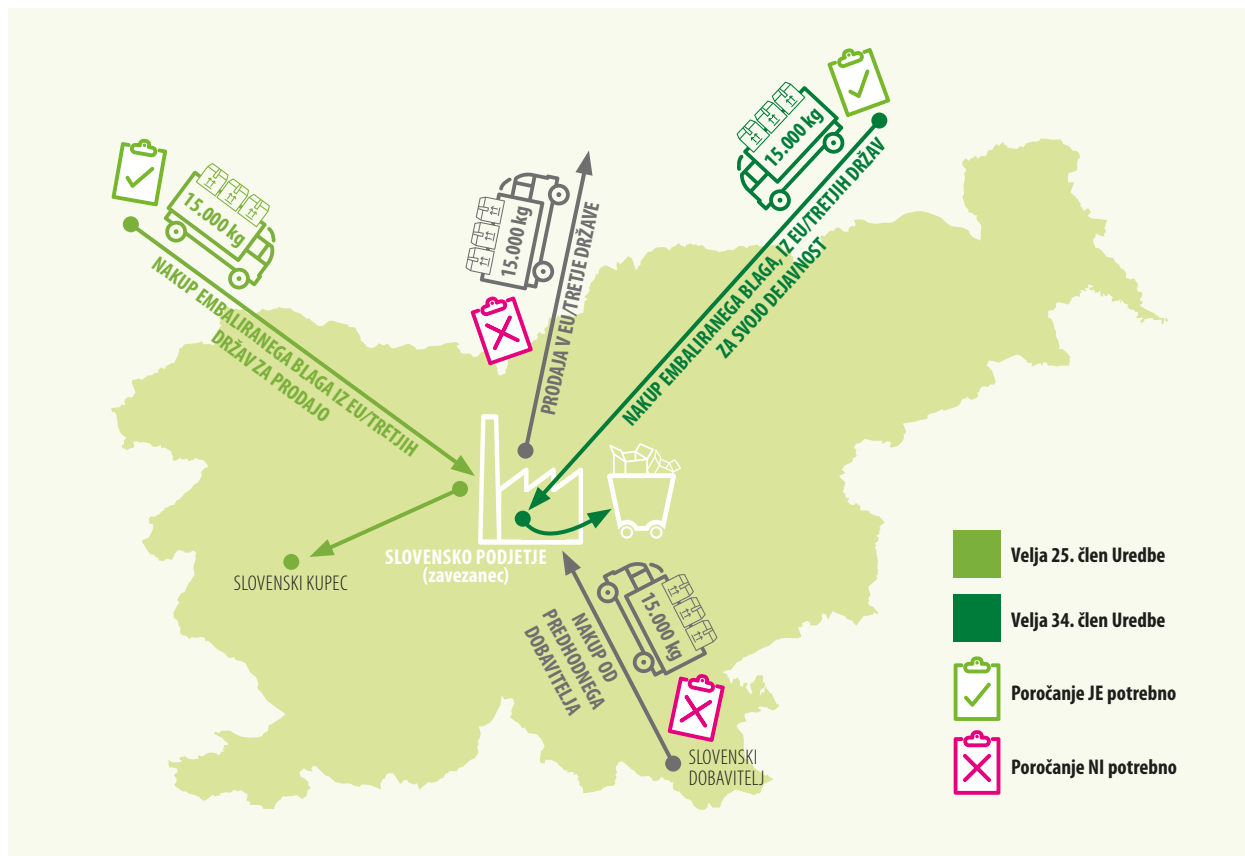 15.000 kg
NAKUP EMBALIRANEGA BLAGA IZ EU/TRETJIH
DRŽAV ZA PRODAJO
15.000 kg
PRODAJA V EU/TRETJE DRŽAVE
15.000 kg
NAKUP EMBALIRANEGA BLAGA, IZ EU/TRETJIH DRŽAV
ZA SVOJO DEJAVNOST
SLOVENSKI KUPEC
SLOVENSKO PODJETJE
(zavezanec)
15.000 kg
NAKUP OD
PREDHODNEGA
DOBAVITELJA
SLOVENSKI
DOBAVITELJ
Velja 25. člen Uredbe
Velja 34. člen Uredbe
Poročanje JE potrebno
Poročanje NI potrebno